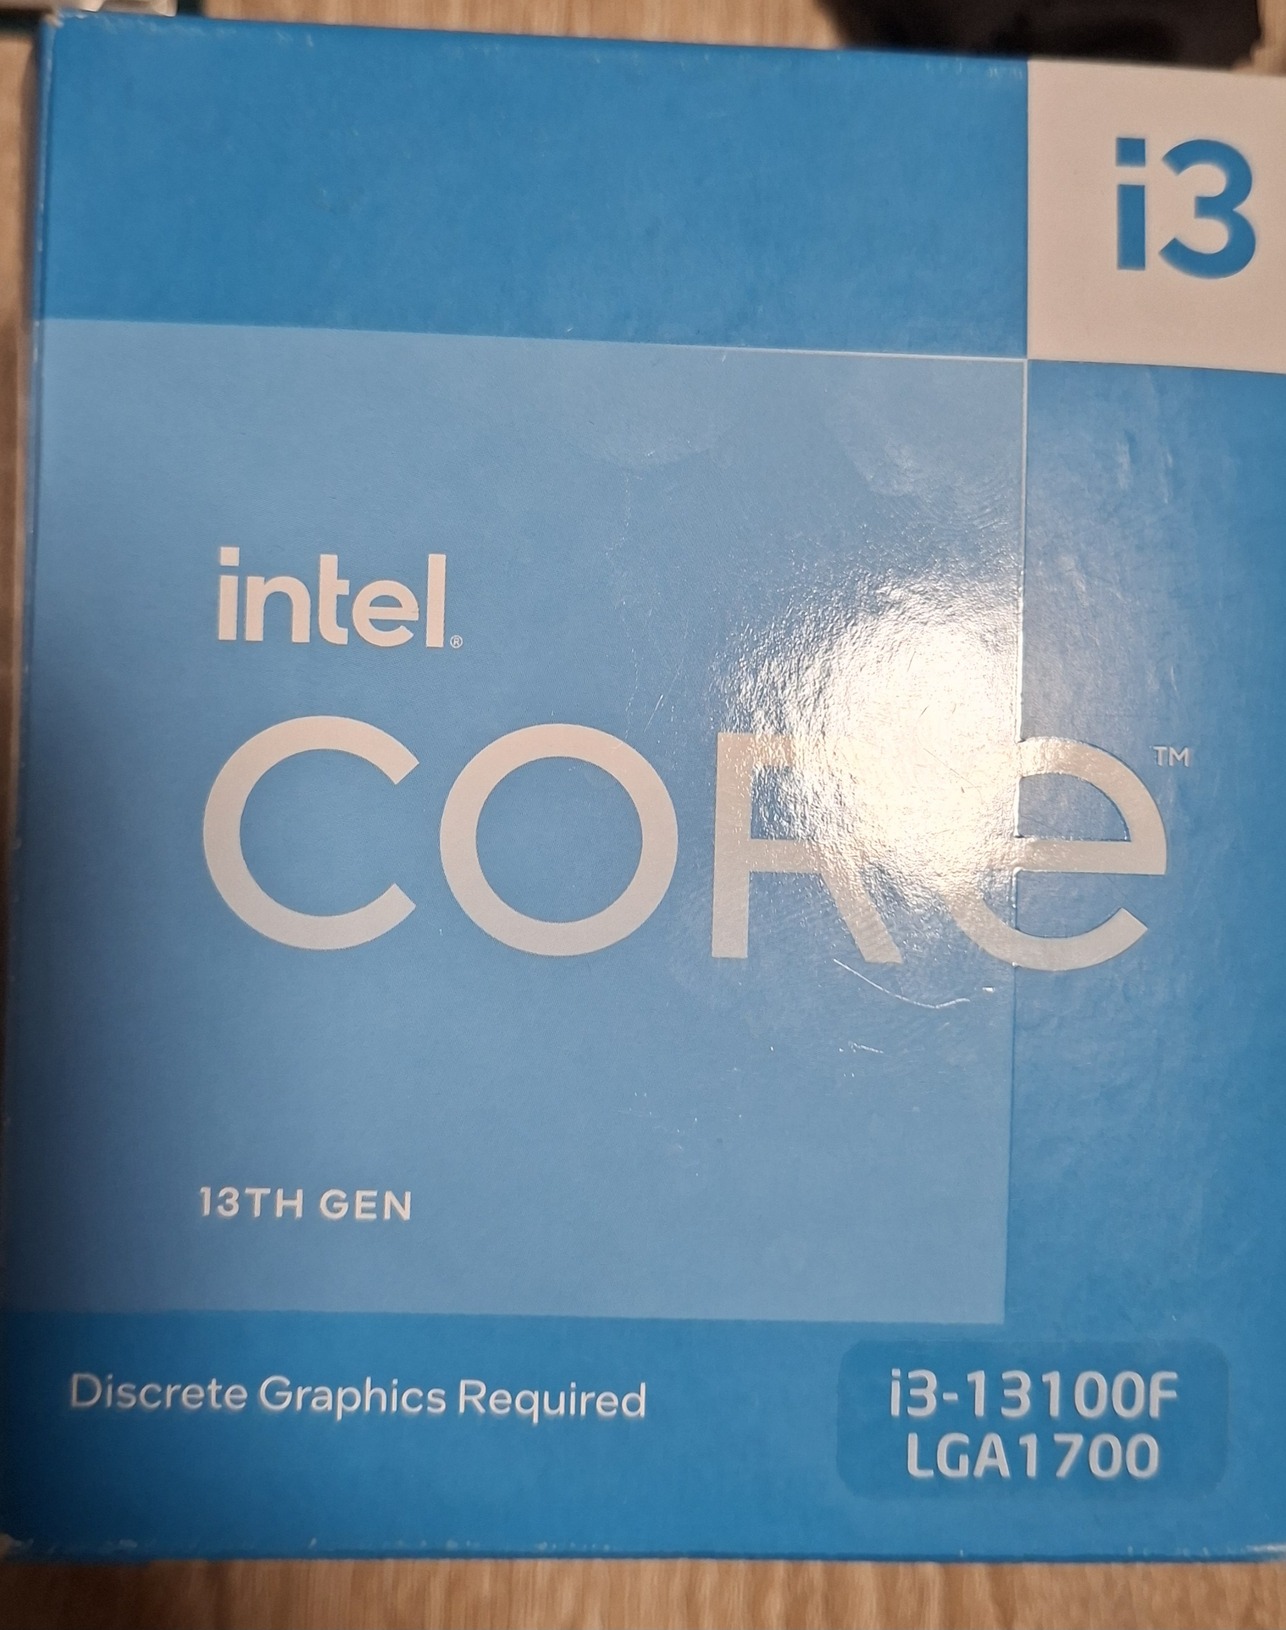 i3
intel®
CORE™
13TH GEN
Discrete Graphics Required
i3-13100F
LGA1700